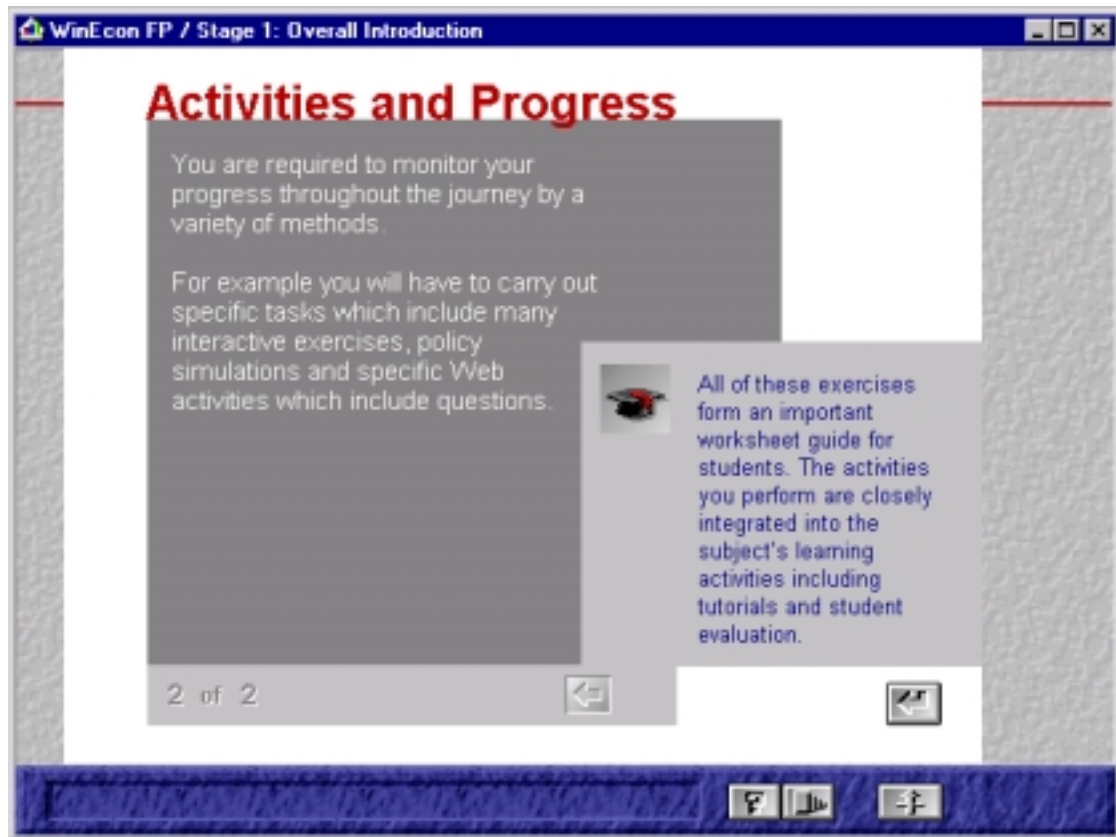 WinEcon FP / Stage 1: Overall Introduction
Activities and Progress
You are required to monitor your
progress throughout the journey by a
variety of methods.
For example you will have to carry out
specific tasks which include many
interactive exercises, policy
simulations and specific Web
activities which include questions.
All of these exercises
form an important
worksheet guide for
students. The activities
you perform are closely
integrated into the
subject's learning
activities including
tutorials and student
evaluation.
2 of 2